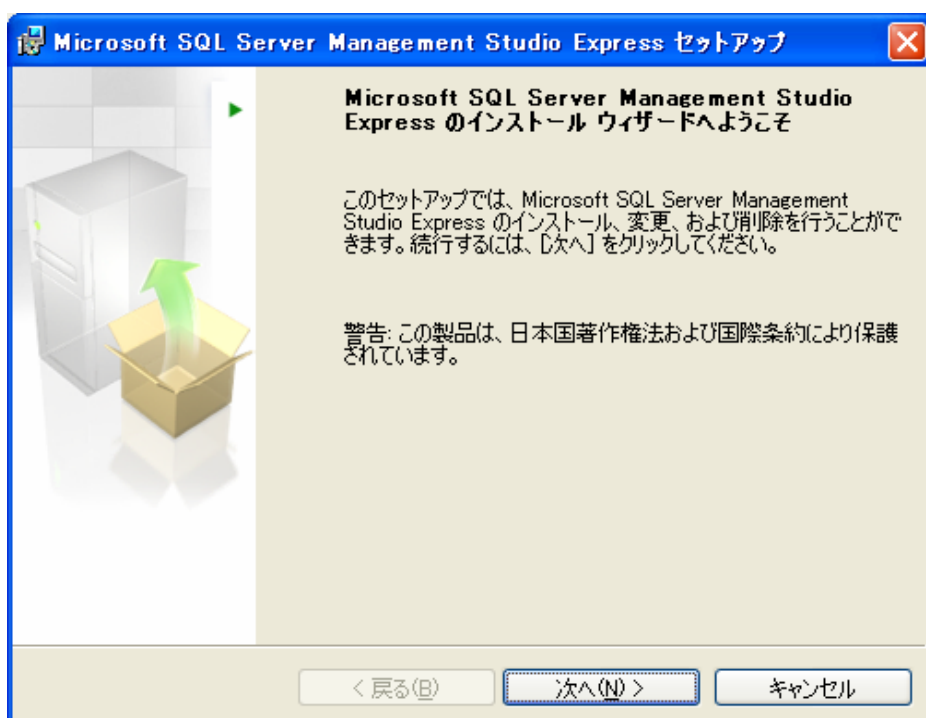 Microsoft SQL Server Management Studio Express セットアップ
Microsoft SQL Server Management Studio
Express のインストール ウィザードへようこそ
このセットアップでは、Microsoft SQL Server Management
Studio Express のインストール、変更、および削除を行うことがで
きます。続行するには、[次へ] をクリックしてください。
警告: この製品は、日本国著作権法および国際条約により保護
されています。
< 戻る(B)
次へ(N) >
キャンセル